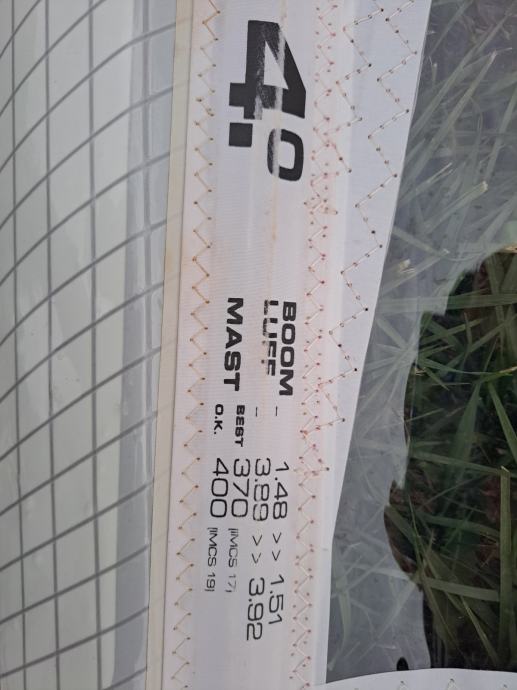 4.0
BOOM - 1.48 >> 1.51
LUFF - 3.89 >> 3.92
MAST BEST 370 (IMCS 17)
O.K. 400 (IMCS 19)